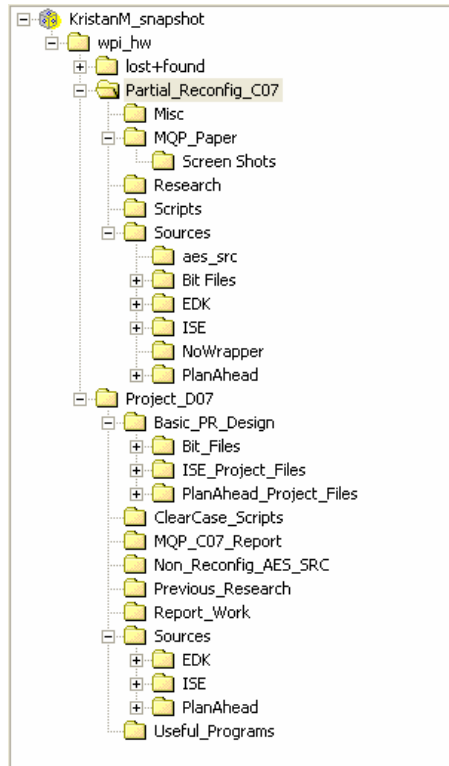 KristanM_snapshot
wpi_hw
lost+found
Partial_Reconfig_C07
Misc
MQP_Paper
Screen Shots
Research
Scripts
Sources
aes_src
Bit Files
EDK
ISE
NoWrapper
PlanAhead
Project_D07
Basic_PR_Design
Bit_Files
ISE_Project_Files
PlanAhead_Project_Files
ClearCase_Scripts
MQP_C07_Report
Non_Reconfig_AES_SRC
Previous_Research
Report_Work
Sources
EDK
ISE
PlanAhead
Useful_Programs